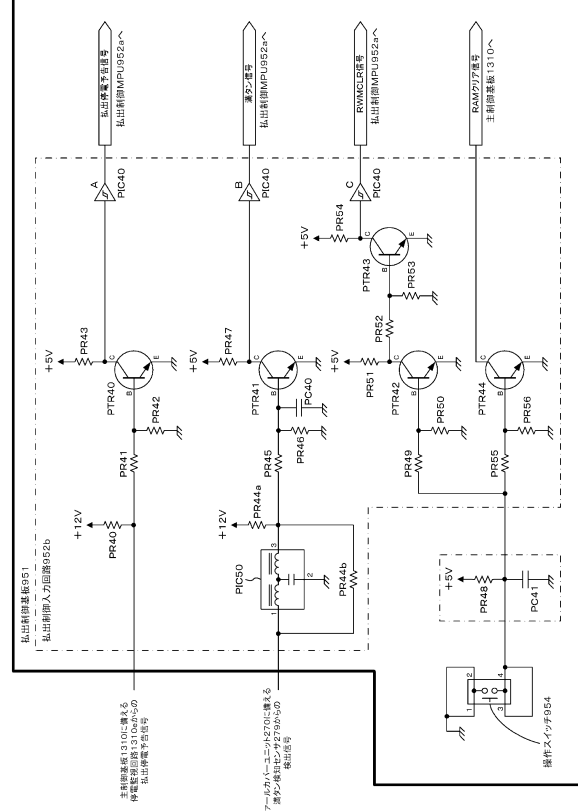 払出制御基板951
払出制御入力回路952b
主制御基板1310に備える
停電監視回路1310eからの
払出停電予告信号
+12V
PR40
PR41
PR42
+5V
PR43
PTR40
B
C
E
A
PIC40
払出停電予告信号
払出制御MPU952aへ
アールカバーユニット270に備える
満タン検知センサ279からの
検出信号
PIC50
1
2
3
PR44b
+12V
PR44a
PR45
PR46
PC40
+5V
PR47
PTR41
B
C
E
B
PIC40
満タン信号
払出制御MPU952aへ
PR49
PR50
+5V
PR51
PTR42
B
C
E
PR52
PR53
+5V
PR54
PTR43
B
C
E
C
PIC40
RWMCLR信号
払出制御MPU952aへ
操作スイッチ954
1
2
3
4
+5V
PR48
PC41
PR55
PR56
PTR44
B
C
E
RAMクリア信号
主制御基板1310へ